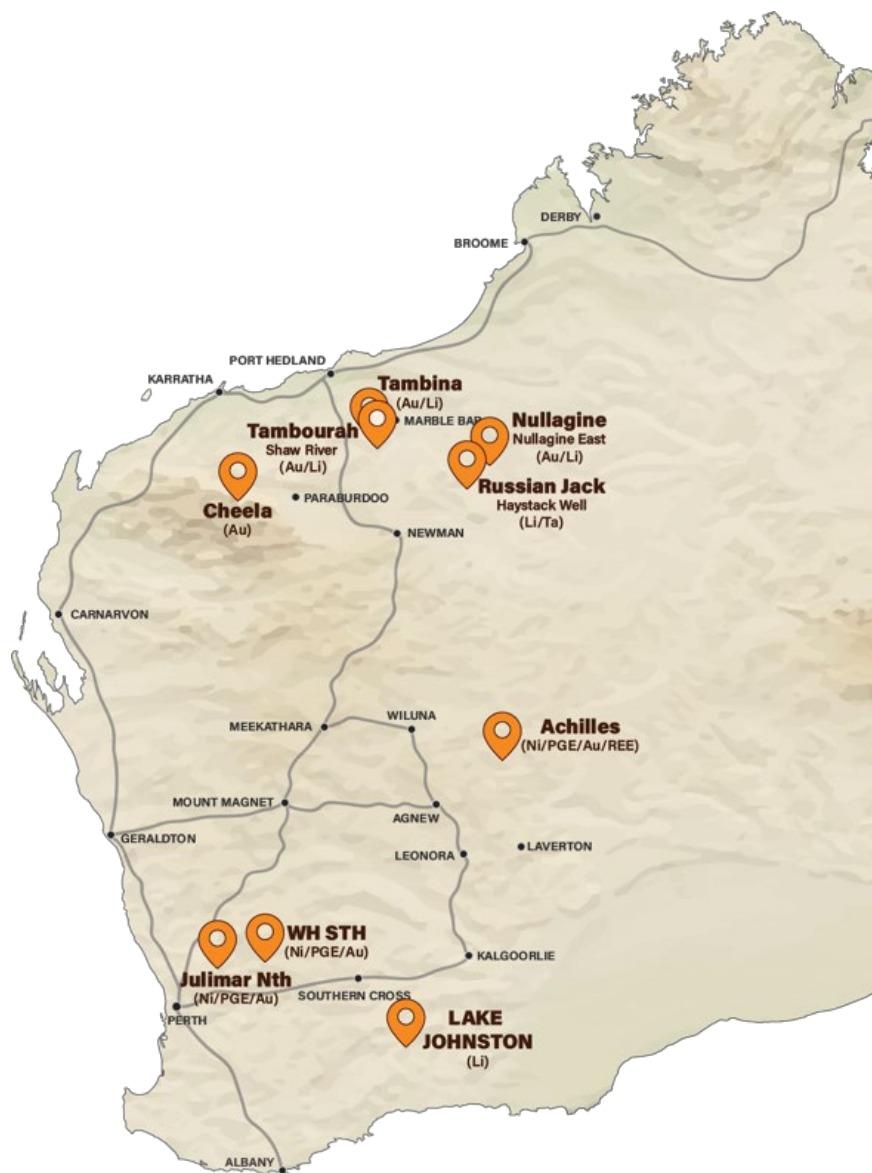 DERBY
BROOME
PORT HEDLAND
KARRATHA
Tambina
(Au/Li)
MARBLE BAR
Tambourah
Shaw River
(Au/Li)
Nullagine
Nullagine East
(Au/Li)
Russian Jack
Haystack Well
(Li/Ta)
Cheela
(Au)
PARABURDOO
NEWMAN
CARNARVON
MEEKATHARA
WILUNA
Achilles
(Ni/PGE/Au/REE)
MOUNT MAGNET
AGNEW
GERALDTON
LEONORA
LAVERTON
WH STH
(Ni/PGE/Au)
Julimar Nth
(Ni/PGE/Au)
KALGOORLIE
SOUTHERN CROSS
PERTH
LAKE
JOHNSTON
(Li)
ALBANY